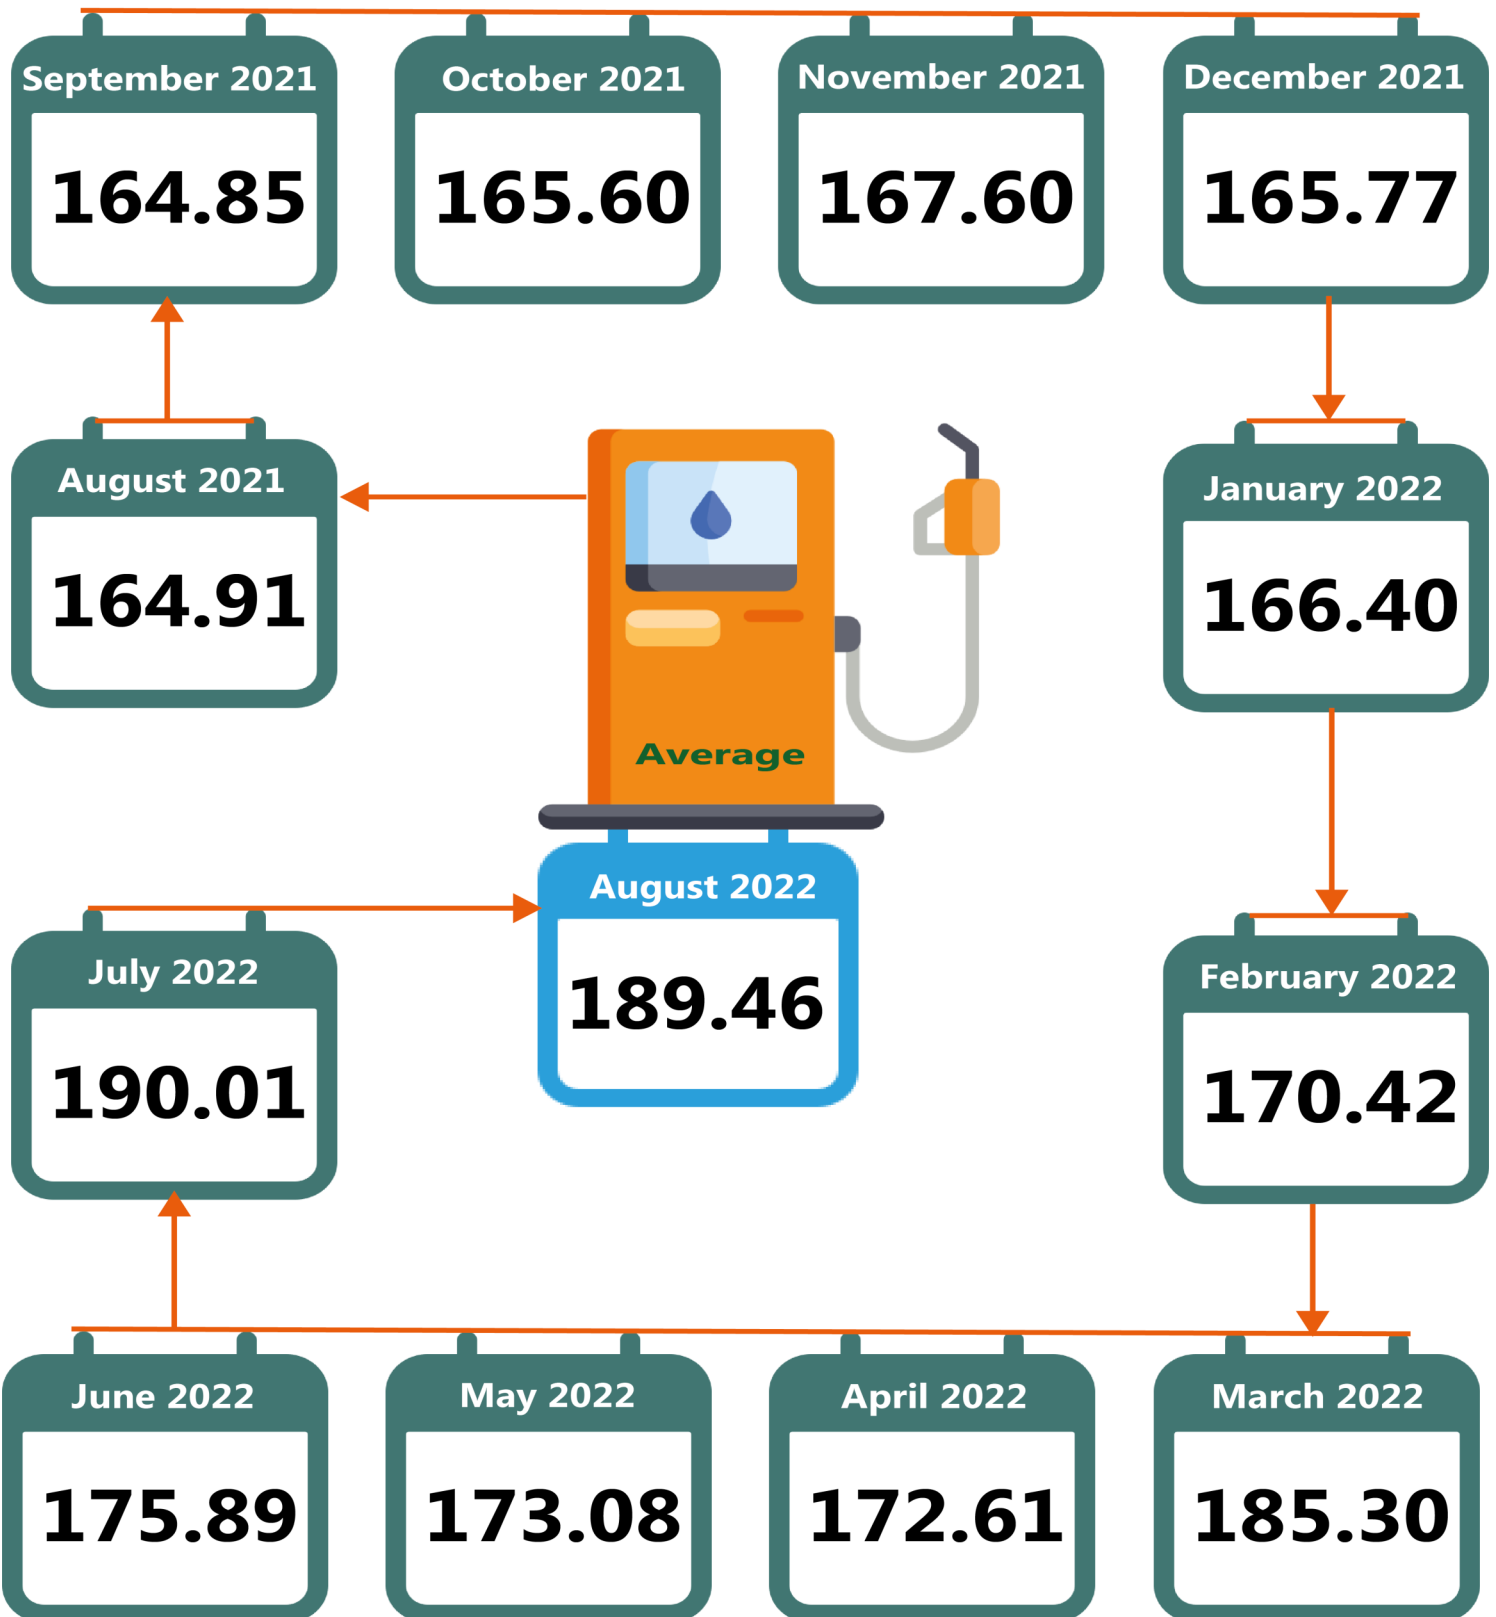 September 2021
164.85
October 2021
165.60
November 2021
167.60
December 2021
165.77
August 2021
164.91
Average
January 2022
166.40
July 2022
190.01
August 2022
189.46
February 2022
170.42
June 2022
175.89
May 2022
173.08
April 2022
172.61
March 2022
185.30